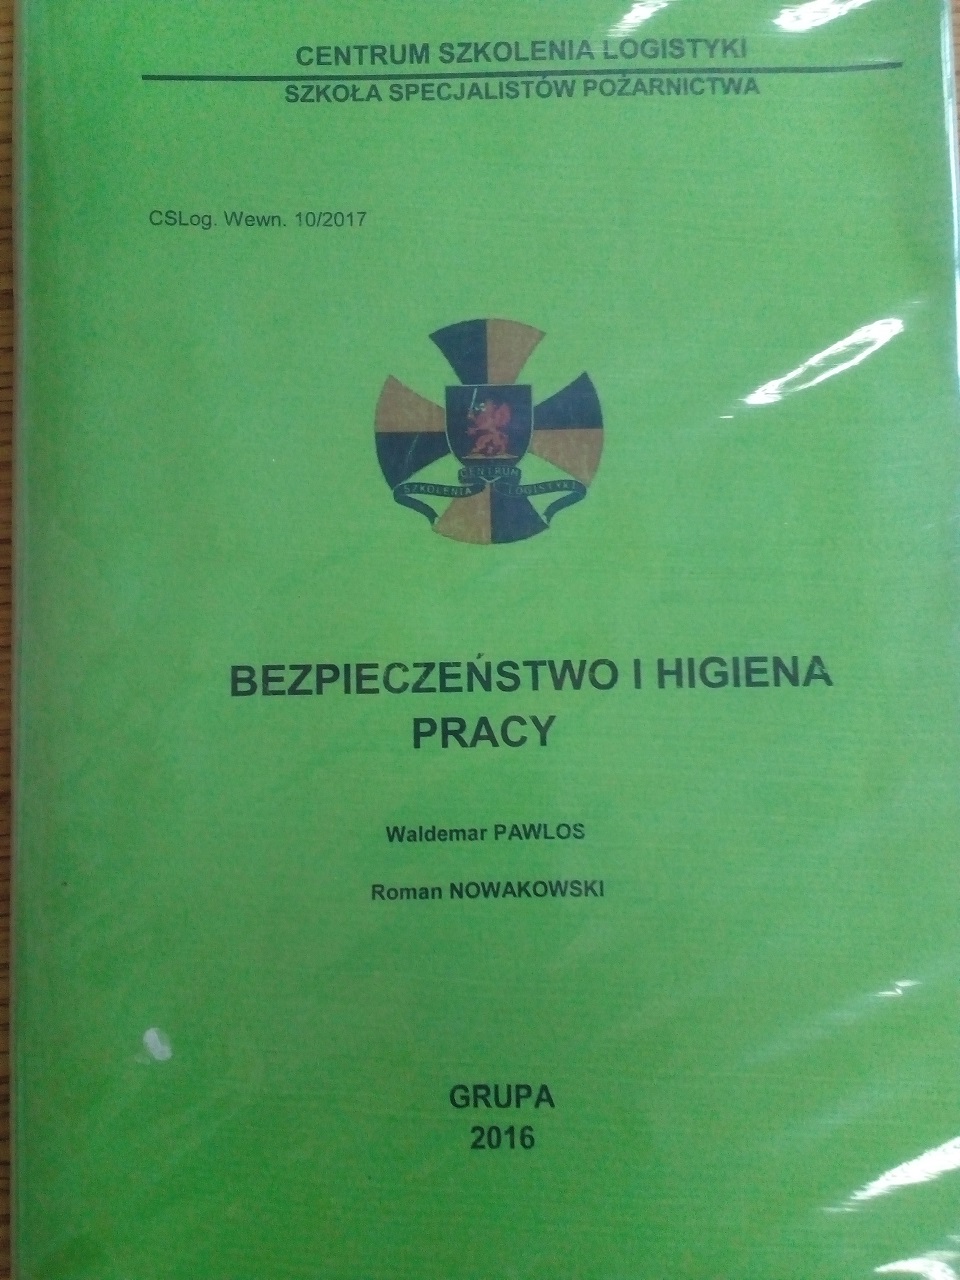 CENTRUM SZKOLENIA LOGISTYKI
SZKOŁA SPECJALISTÓW POŻARNICTWA
CSLog. Wewn. 10/2017
CENTRUM
SZKOLENIA LOGISTYKI
BEZPIECZEŃSTWO I HIGIENA
PRACY
Waldemar PAWLOS
Roman NOWAKOWSKI
GRUPA
2016